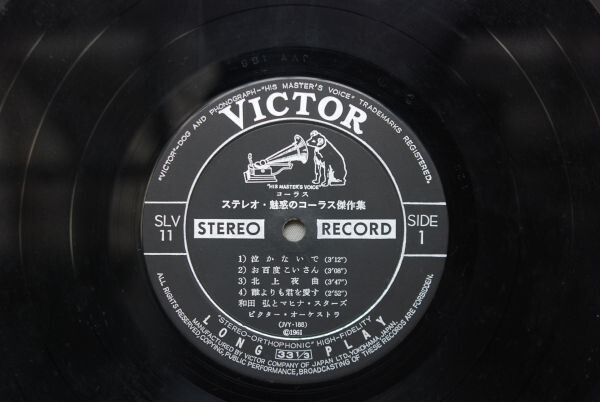 "VICTOR"–DOG AND PHONOGRAPH–"HIS MASTER'S VOICE" TRADEMARKS REGISTERED.
VICTOR
"HIS MASTER'S VOICE"
コーラス
ステレオ・魅惑のコーラス傑作集
SLV
11
STEREO
RECORD
SIDE
1
1) 泣かないで (3'12")
2) お百度こいさん (3'08")
3) 北上夜曲 (3'47")
4) 誰よりも君を愛す (2'52")
和田 弘とマヒナ・スターズ
ビクター・オーケストラ
(JVY-188)
©1961
"STEREO-ORTHOPHONIC" HIGH-FIDELITY
LONG 33 1/3 PLAY
MANUFACTURED BY VICTOR COMPANY OF JAPAN LTD., YOKOHAMA, JAPAN.
ALL RIGHTS RESERVED. COPYING, PUBLIC PERFORMANCE, BROADCASTING OF THESE RECORDS ARE FORBIDDEN.